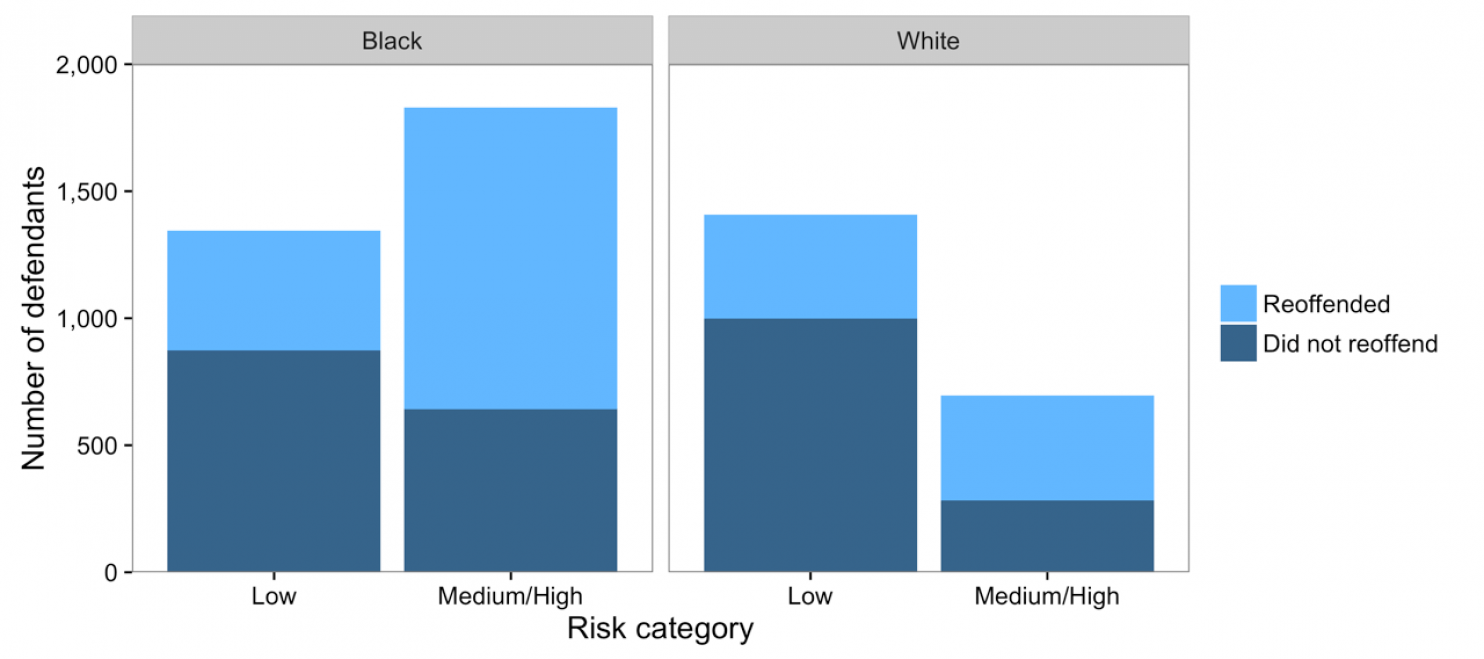 Black
White
2,000
1,500
1,000
500
0
Number of defendants
Low
Medium/High
Low
Medium/High
Risk category
Reoffended
Did not reoffend